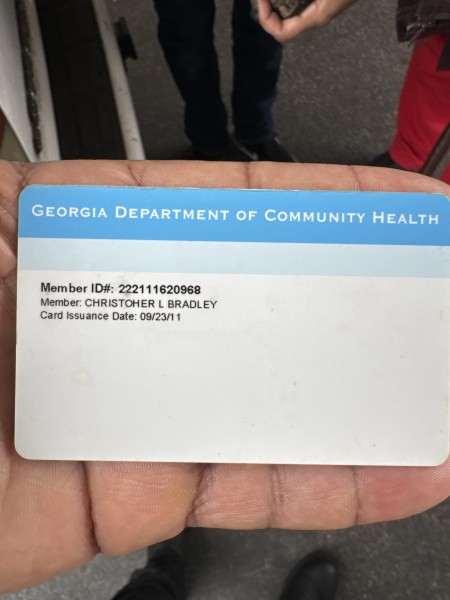 GEORGIA DEPARTMENT OF COMMUNITY HEALTH
Member ID#: 222111620968
Member: CHRISTOHER L BRADLEY
Card Issuance Date: 09/23/11